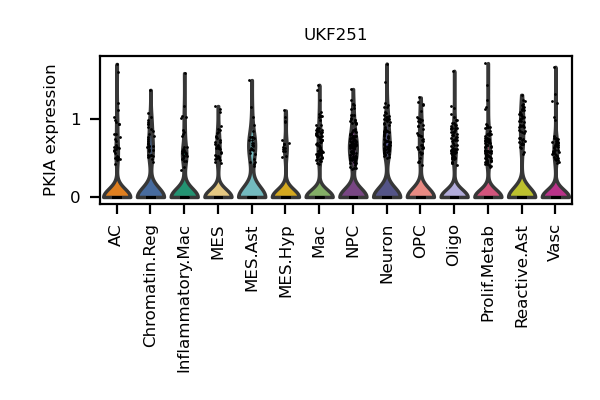 UKF251
PKIA expression
1
0
AC
Chromatin.Reg
Inflammatory.Mac
MES
MES.Ast
MES.Hyp
Mac
NPC
Neuron
OPC
Oligo
Prolif.Metab
Reactive.Ast
Vasc